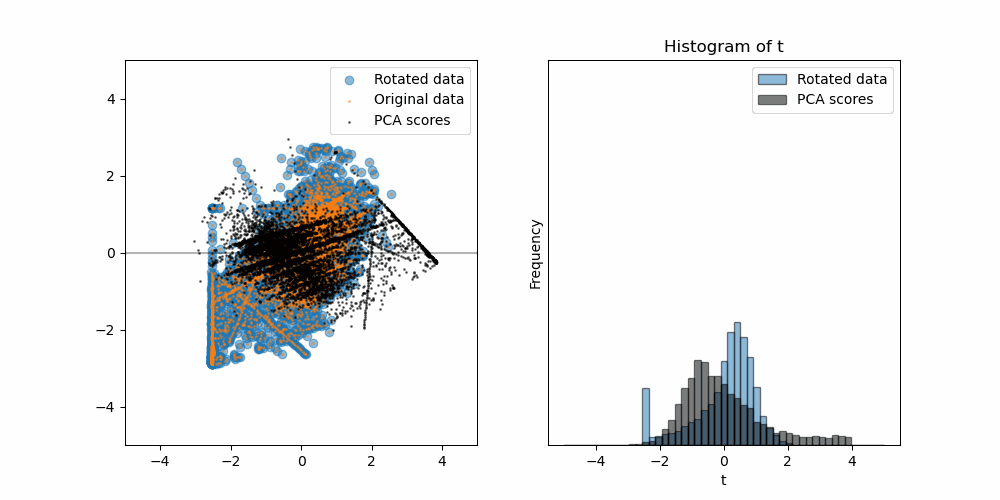 Rotated data
Original data
PCA scores
4
2
0
−2
−4
−4
−2
0
2
4
Histogram of t
Rotated data
PCA scores
Frequency
−4
−2
0
2
4
t